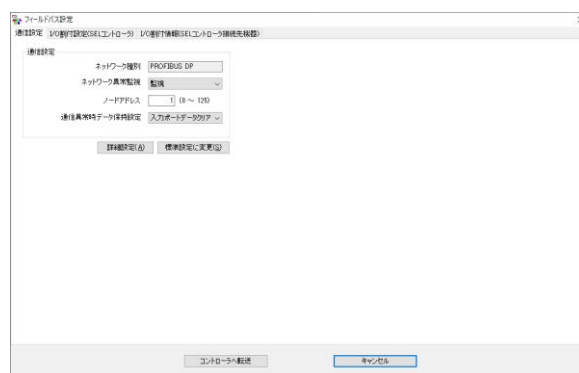 フィールドバス設定
通信設定 I/O割付設定(SELコントローラ) I/O割付情報(SELコントローラ接続先機器)
通信設定
ネットワーク種別 PROFIBUS DP
ネットワーク異常監視 監視
ノードアドレス 1 (0 ～ 125)
通信異常時データ保持設定 入力ポートデータクリア
詳細設定(A) 標準設定に変更(S)
コントローラへ転送 キャンセル